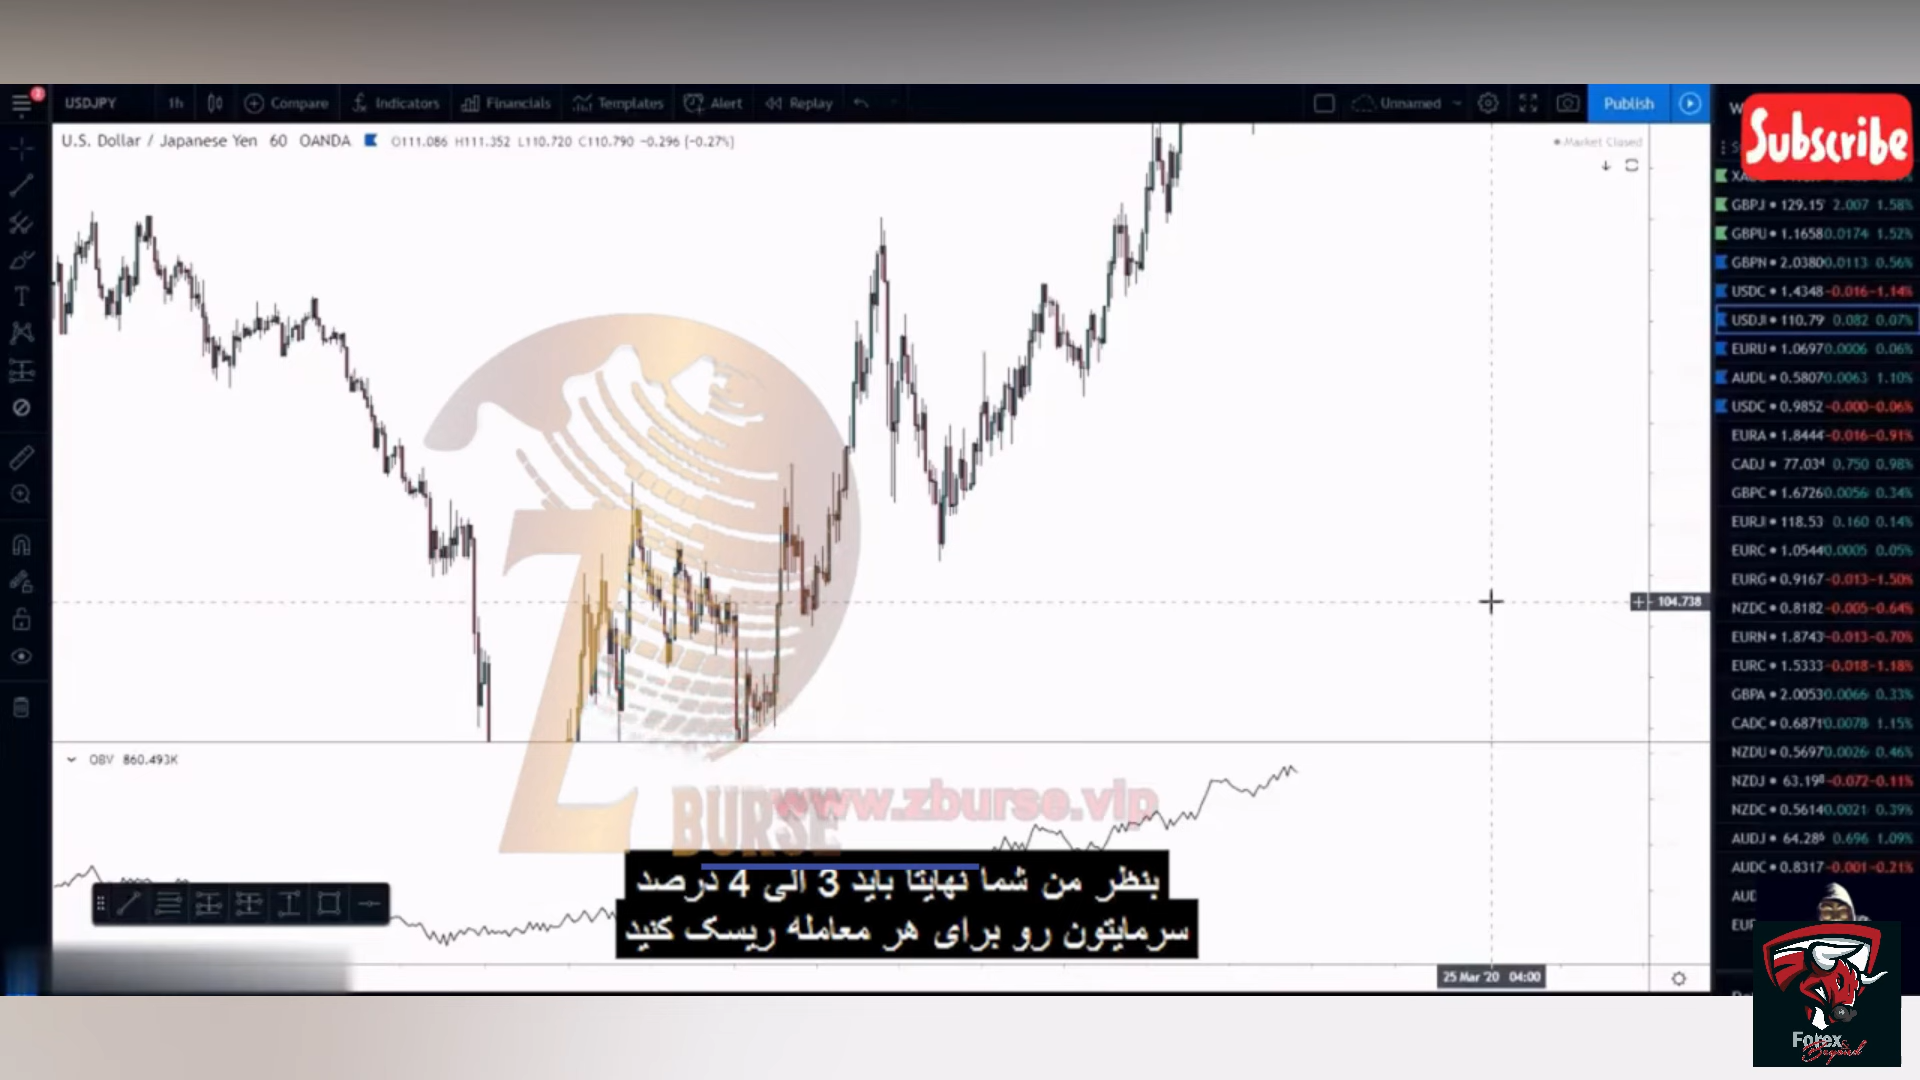 USDJPY 1h Compare Indicators Financials Templates Alert Replay Unnamed Publish
Subscribe
U.S. Dollar / Japanese Yen 60 OANDA O111.086 H111.352 L110.720 C110.790 −0.296 (−0.27%)
Market Closed
GBPJ 129.15 2.007 1.58%
GBPU 1.1658 0.0174 1.52%
GBPN 2.0380 0.0113 0.56%
USDC 1.4348 -0.016 -1.14%
USDJ 110.79 0.082 0.07%
EURU 1.0697 0.0006 0.06%
AUDU 0.5807 0.0063 1.10%
USDC 0.9852 -0.000 -0.06%
EURA 1.8444 -0.016 -0.91%
CADJ 77.034 0.750 0.98%
GBPC 1.6726 0.0056 0.34%
EURJ 118.53 0.160 0.14%
EURC 1.0544 0.0005 0.05%
EURG 0.9167 -0.013 -1.50%
104.738
NZDC 0.8182 -0.005 -0.64%
EURN 1.8743 -0.013 -0.70%
EURC 1.5333 -0.018 -1.18%
GBPA 2.0053 0.0066 0.33%
CADC 0.6871 0.0078 1.15%
NZDU 0.5697 0.0026 0.46%
NZDJ 63.198 -0.072 -0.11%
NZDC 0.5614 0.0021 0.39%
AUDJ 64.286 0.696 1.09%
AUDC 0.8317 -0.001 -0.21%
OBV 860.493K
www.zburse.vip
BURSE
بنظر من شما نهایتا باید 3 الی 4 درصد
سرمایتون رو برای هر معامله ریسک کنید
25 Mar '20 04:00
Forex
Beyond